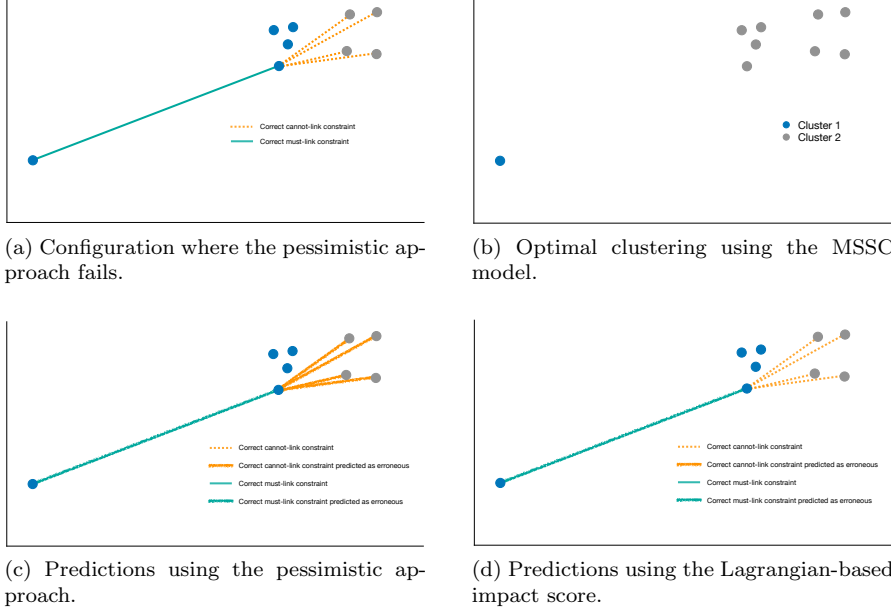 Correct cannot-link constraint
Correct must-link constraint
(a) Configuration where the pessimistic ap-
proach fails.
Cluster 1
Cluster 2
(b) Optimal clustering using the MSSC
model.
Correct cannot-link constraint
Correct cannot-link constraint predicted as erroneous
Correct must-link constraint
Correct must-link constraint predicted as erroneous
(c) Predictions using the pessimistic ap-
proach.
Correct cannot-link constraint
Correct cannot-link constraint predicted as erroneous
Correct must-link constraint
Correct must-link constraint predicted as erroneous
(d) Predictions using the Lagrangian-based
impact score.